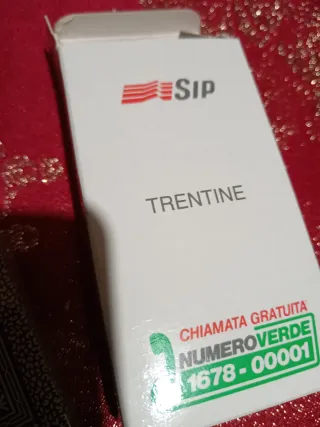 SIP
TRENTINE
CHIAMATA GRATUITA
NUMEROVERDE
1678-00001